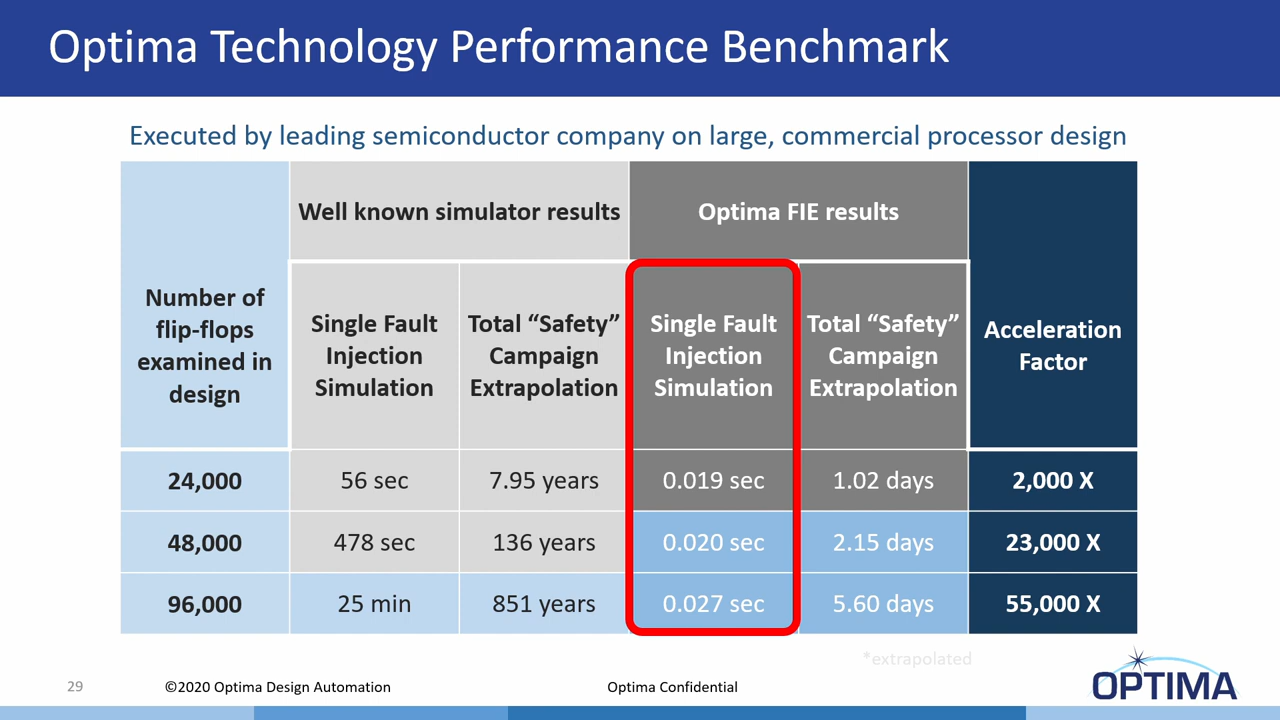 Optima Technology Performance Benchmark
Executed by leading semiconductor company on large, commercial processor design
Number of
flip-flops
examined in
design
Well known simulator results
Optima FIE results
Acceleration
Factor
Single Fault
Injection
Simulation
Total “Safety”
Campaign
Extrapolation
Single Fault
Injection
Simulation
Total “Safety”
Campaign
Extrapolation
24,000 56 sec 7.95 years 0.019 sec 1.02 days 2,000 X
48,000 478 sec 136 years 0.020 sec 2.15 days 23,000 X
96,000 25 min 851 years 0.027 sec 5.60 days 55,000 X
*extrapolated
29 ©2020 Optima Design Automation Optima Confidential
OPTIMA